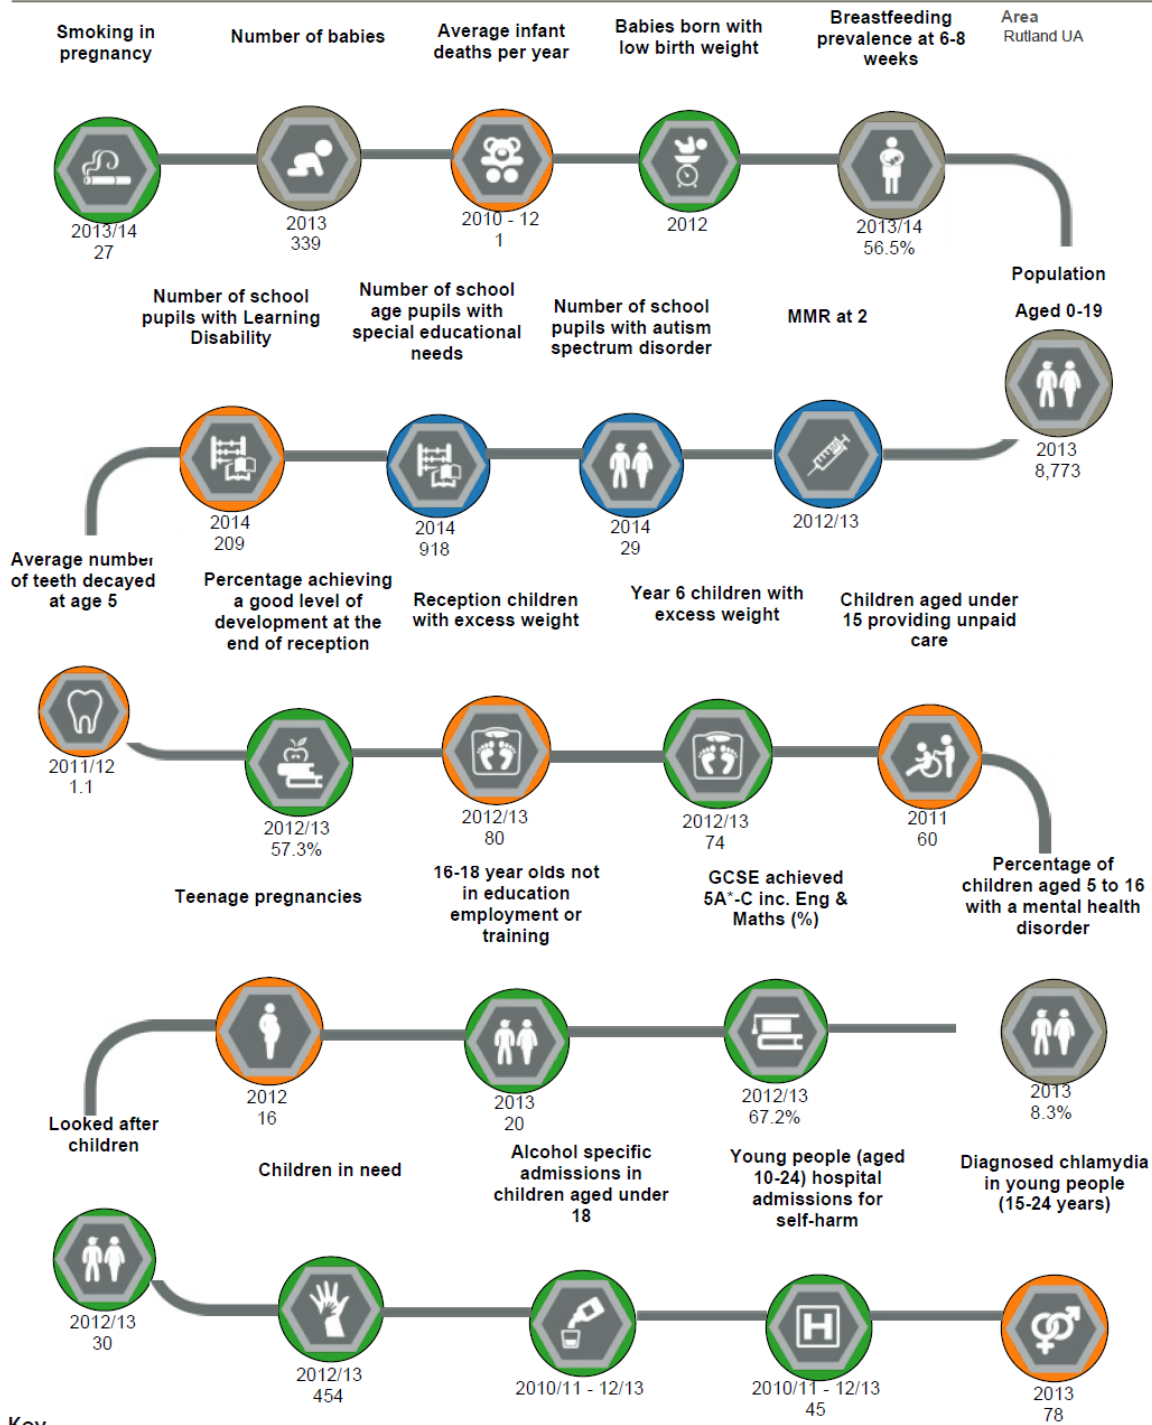 Smoking in
pregnancy
Number of babies
Average infant
deaths per year
Babies born with
low birth weight
Breastfeeding
prevalence at 6-8
weeks
Area
Rutland UA
2013/14
27
2013
339
2010 - 12
1
2012
2013/14
56.5%
Population
Aged 0-19
2013
8,773
Number of school
pupils with Learning
Disability
Number of school
age pupils with
special educational
needs
Number of school
pupils with autism
spectrum disorder
MMR at 2
2014
209
2014
918
2014
29
2012/13
Average number
of teeth decayed
at age 5
Percentage achieving
a good level of
development at the
end of reception
Reception children
with excess weight
Year 6 children with
excess weight
Children aged under
15 providing unpaid
care
2011/12
1.1
2012/13
57.3%
2012/13
80
2012/13
74
2011
60
Teenage pregnancies
16-18 year olds not
in education
employment or
training
GCSE achieved
5A*-C inc. Eng &
Maths (%)
Percentage of
children aged 5 to 16
with a mental health
disorder
2012
16
2013
20
2012/13
67.2%
2013
8.3%
Looked after
children
Children in need
Alcohol specific
admissions in
children aged under
18
Young people (aged
10-24) hospital
admissions for
self-harm
Diagnosed chlamydia
in young people
(15-24 years)
H
2012/13
30
2012/13
454
2010/11 - 12/13
2010/11 - 12/13
45
2013
78
Key